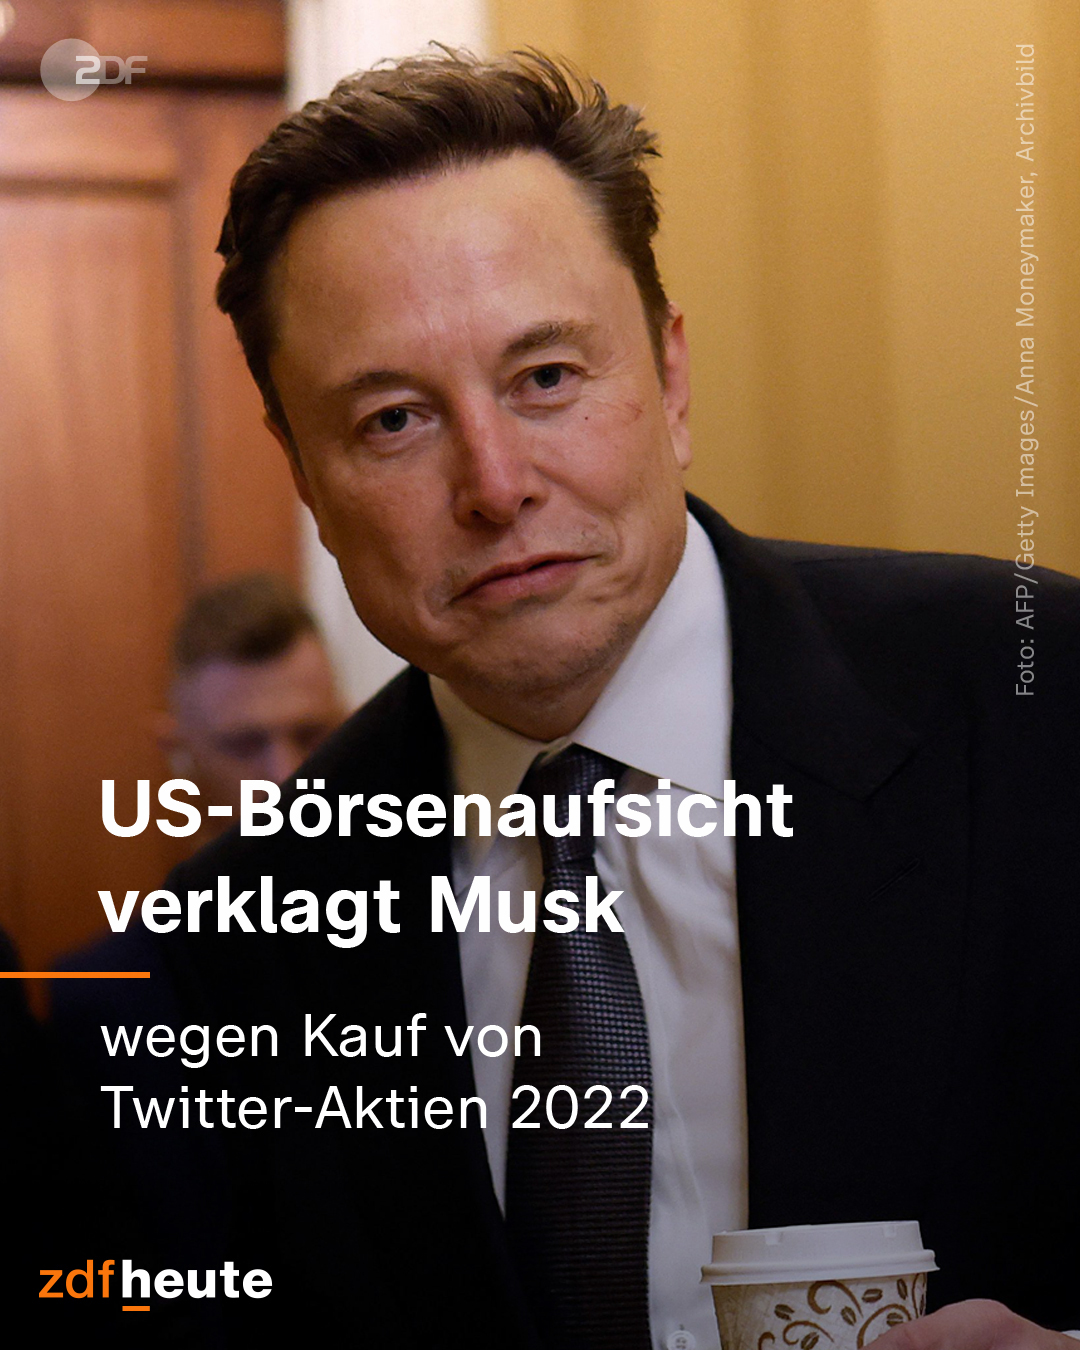 ZDF
Foto: AFP/Getty Images/Anna Moneymaker, Archivbild
US-Börsenaufsicht
verklagt Musk
wegen Kauf von
Twitter-Aktien 2022
zdfheute